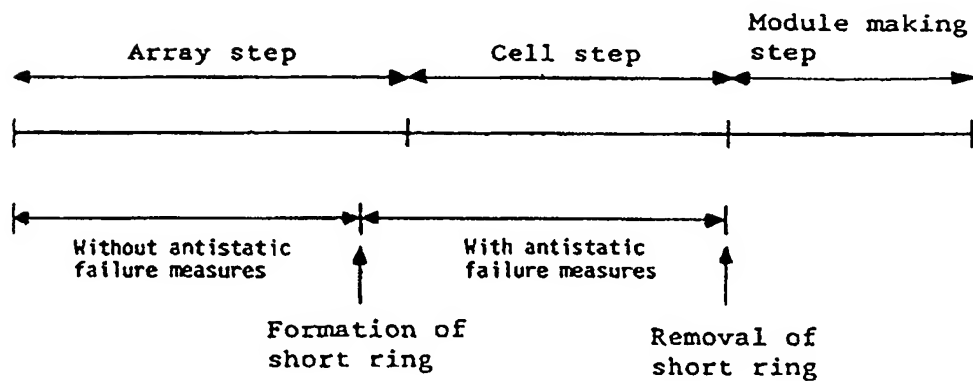 Array step
Cell step
Module making
step
Without antistatic
failure measures
With antistatic
failure measures
Formation of
short ring
Removal of
short ring